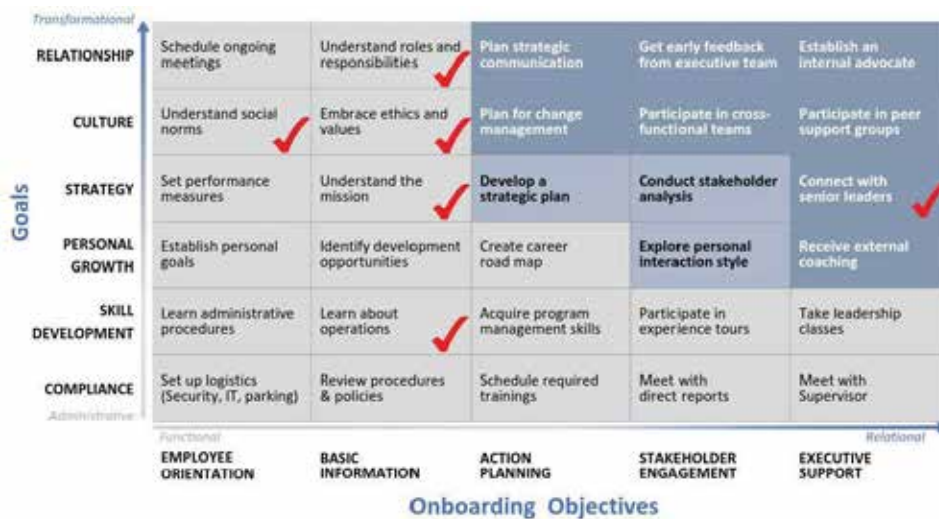 Transformational
RELATIONSHIP
Schedule ongoing
meetings
Understand roles and
responsibilities
Plan strategic
communication
Get early feedback
from executive team
Establish an
internal advocate
CULTURE
Understand social
norms
Embrace ethics and
values
Plan for change
management
Participate in cross-
functional teams
Participate in peer
support groups
STRATEGY
Set performance
measures
Understand the
mission
Develop a
strategic plan
Conduct stakeholder
analysis
Connect with
senior leaders
PERSONAL
GROWTH
Establish personal
goals
Identify development
opportunities
Create career
road map
Explore personal
interaction style
Receive external
coaching
SKILL
DEVELOPMENT
Learn administrative
procedures
Learn about
operations
Acquire program
management skills
Participate in
experience tours
Take leadership
classes
COMPLIANCE
Set up logistics
(Security, IT, parking)
Review procedures
& policies
Schedule required
trainings
Meet with
direct reports
Meet with
Supervisor
Administrative
Goals
Functional
Relational
EMPLOYEE
ORIENTATION
BASIC
INFORMATION
ACTION
PLANNING
STAKEHOLDER
ENGAGEMENT
EXECUTIVE
SUPPORT
Onboarding Objectives